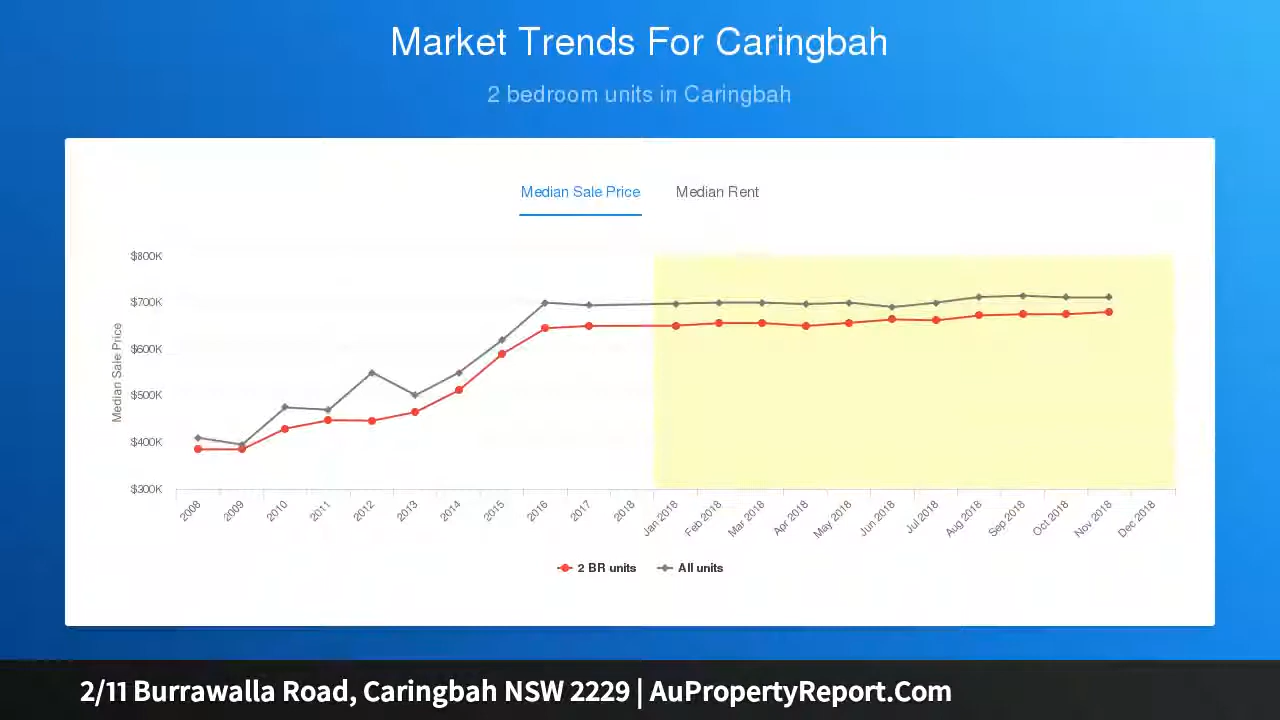 Market Trends For Caringbah
2 bedroom units in Caringbah
Median Sale Price
Median Rent
$800K
$700K
$600K
$500K
$400K
$300K
Median Sale Price
2008
2009
2010
2011
2012
2013
2014
2015
2016
2017
2018
Jan 2018
Feb 2018
Mar 2018
Apr 2018
May 2018
Jun 2018
Jul 2018
Aug 2018
Sep 2018
Oct 2018
Nov 2018
Dec 2018
2 BR units
All units
2/11 Burrawalla Road, Caringbah NSW 2229 | AuPropertyReport.Com